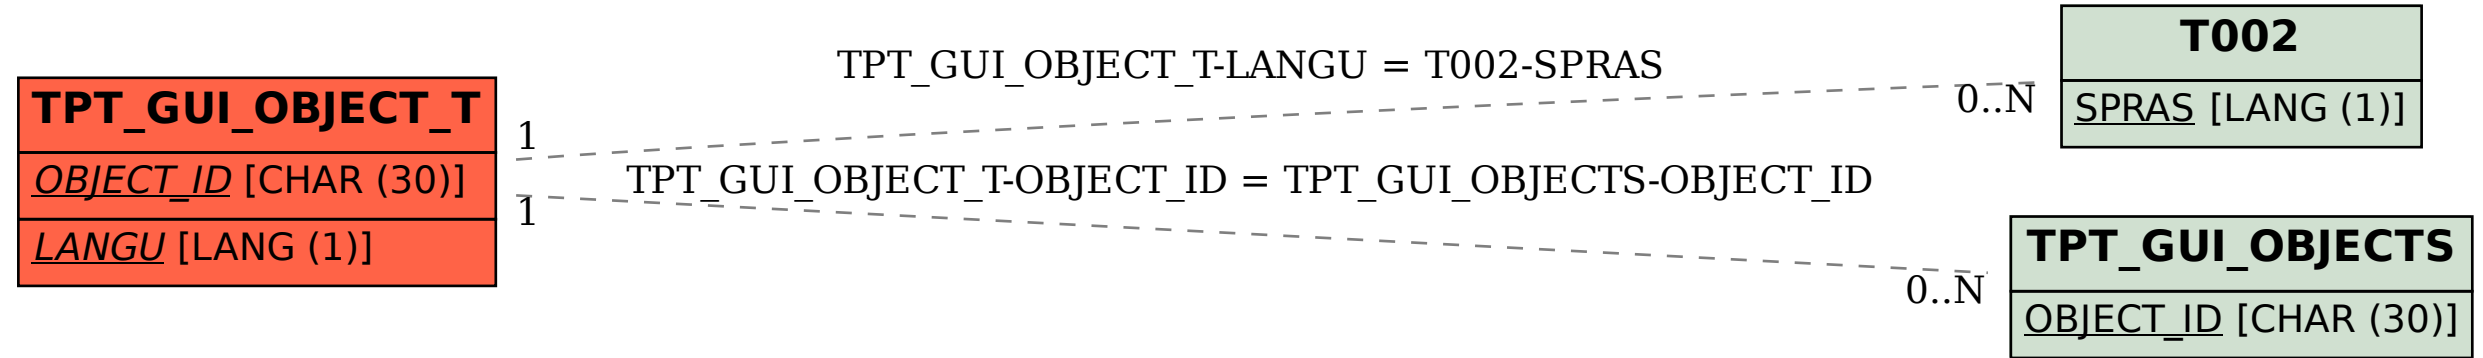 TPT_GUI_OBJECT_T
OBJECT_ID [CHAR (30)]
LANGU [LANG (1)]
TPT_GUI_OBJECT_T-LANGU = T002-SPRAS
1
0..N
TPT_GUI_OBJECT_T-OBJECT_ID = TPT_GUI_OBJECTS-OBJECT_ID
1
0..N
T002
SPRAS [LANG (1)]
TPT_GUI_OBJECTS
OBJECT_ID [CHAR (30)]